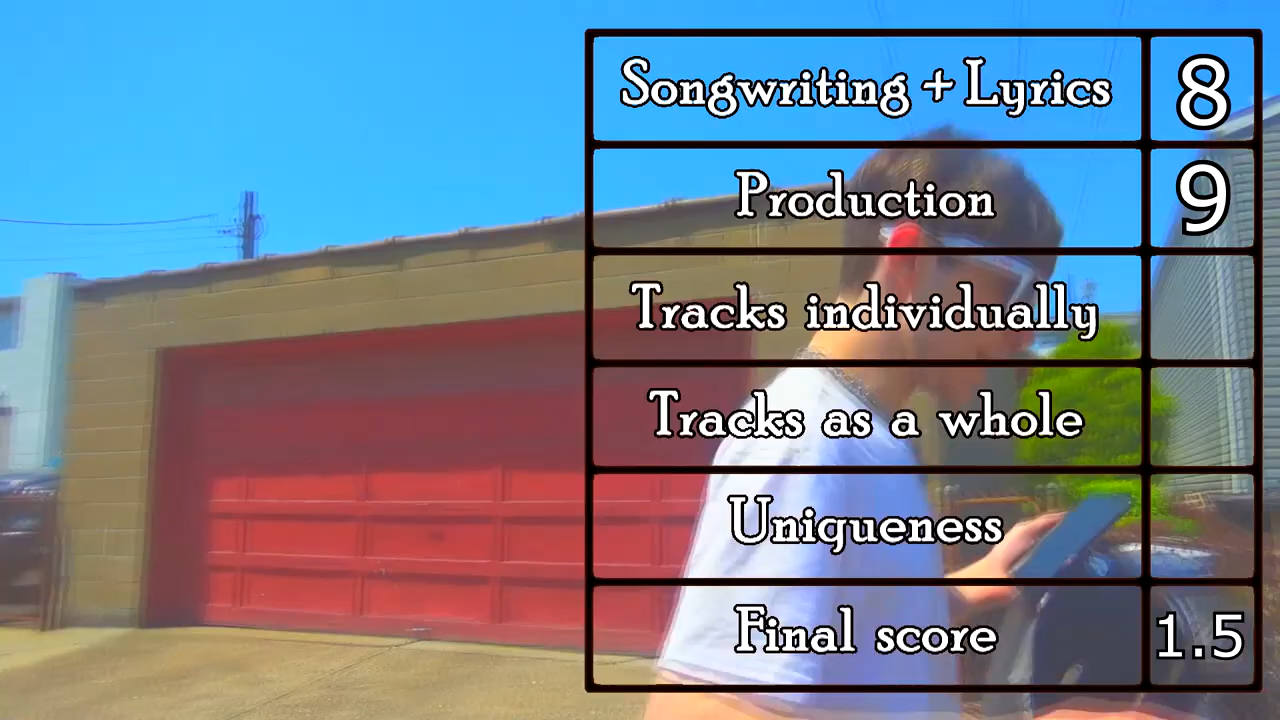 Songwriting + Lyrics 8
Production 9
Tracks individually
Tracks as a whole
Uniqueness
Final score 1.5